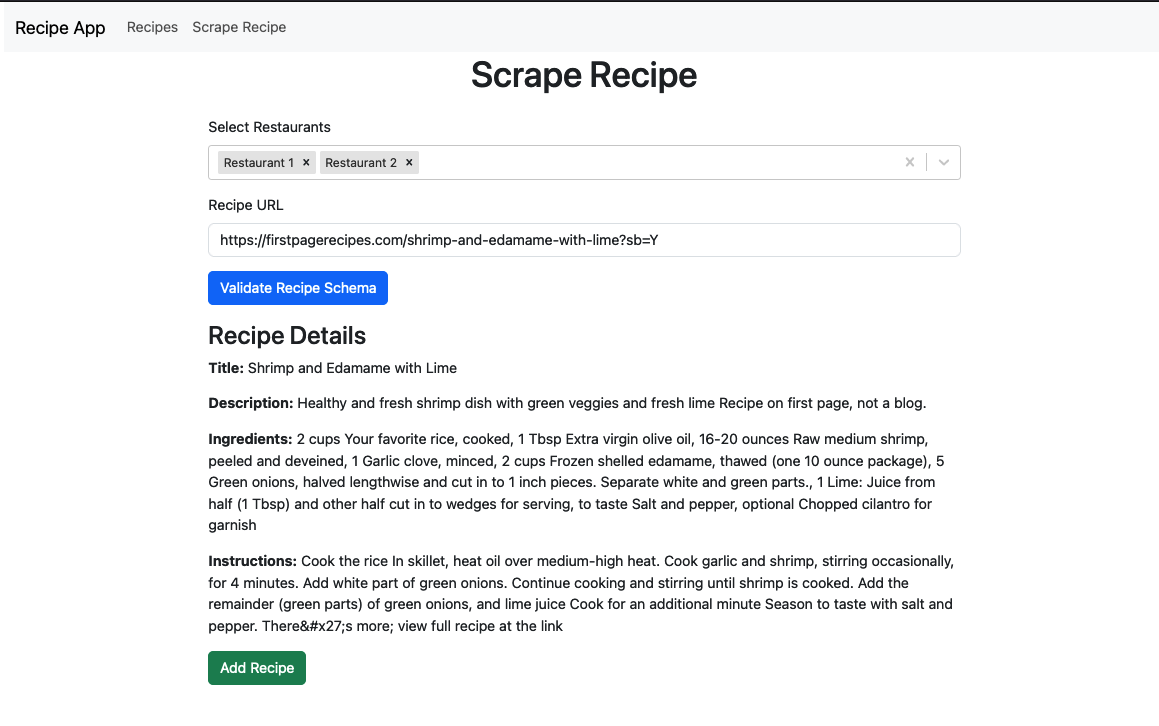 Recipe App Recipes Scrape Recipe
Scrape Recipe
Select Restaurants
Restaurant 1 × Restaurant 2 ×
Recipe URL
https://firstpagerecipes.com/shrimp-and-edamame-with-lime?sb=Y
Validate Recipe Schema
Recipe Details
Title: Shrimp and Edamame with Lime
Description: Healthy and fresh shrimp dish with green veggies and fresh lime Recipe on first page, not a blog.
Ingredients: 2 cups Your favorite rice, cooked, 1 Tbsp Extra virgin olive oil, 16-20 ounces Raw medium shrimp,
peeled and deveined, 1 Garlic clove, minced, 2 cups Frozen shelled edamame, thawed (one 10 ounce package), 5
Green onions, halved lengthwise and cut in to 1 inch pieces. Separate white and green parts., 1 Lime: Juice from
half (1 Tbsp) and other half cut in to wedges for serving, to taste Salt and pepper, optional Chopped cilantro for
garnish
Instructions: Cook the rice In skillet, heat oil over medium-high heat. Cook garlic and shrimp, stirring occasionally,
for 4 minutes. Add white part of green onions. Continue cooking and stirring until shrimp is cooked. Add the
remainder (green parts) of green onions, and lime juice Cook for an additional minute Season to taste with salt and
pepper. There&#x27;s more; view full recipe at the link
Add Recipe